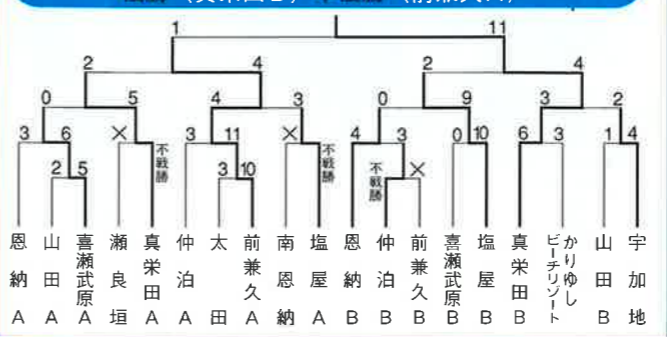 1 11
2 4 2 4
0 5 4 3 0 9 3 2
3 6 × 3 11 × 4 3 0 10 6 3 1 4
不戦勝
不戦勝
2 5 3 10 ×
不戦勝
恩納A
山田A
喜瀬武原A
瀬良垣
真栄田A
仲泊A
太田
前兼久A
南恩納
塩屋A
恩納B
仲泊B
前兼久B
喜瀬武原B
塩屋B
真栄田B
かりゆし
ビーチリゾート
山田B
宇加地